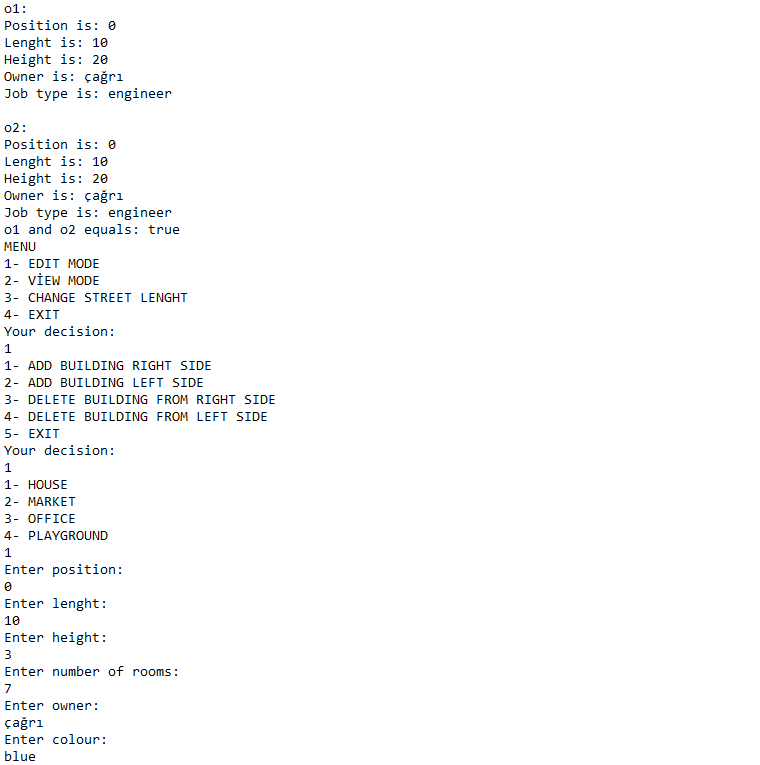 o1:
Position is: 0
Lenght is: 10
Height is: 20
Owner is: çağrı
Job type is: engineer
o2:
Position is: 0
Lenght is: 10
Height is: 20
Owner is: çağrı
Job type is: engineer
o1 and o2 equals: true
MENU
1- EDIT MODE
2- VİEW MODE
3- CHANGE STREET LENGHT
4- EXIT
Your decision:
1
1- ADD BUILDING RIGHT SIDE
2- ADD BUILDING LEFT SIDE
3- DELETE BUILDING FROM RIGHT SIDE
4- DELETE BUILDING FROM LEFT SIDE
5- EXIT
Your decision:
1
1- HOUSE
2- MARKET
3- OFFICE
4- PLAYGROUND
1
Enter position:
0
Enter lenght:
10
Enter height:
3
Enter number of rooms:
7
Enter owner:
çağrı
Enter colour:
blue